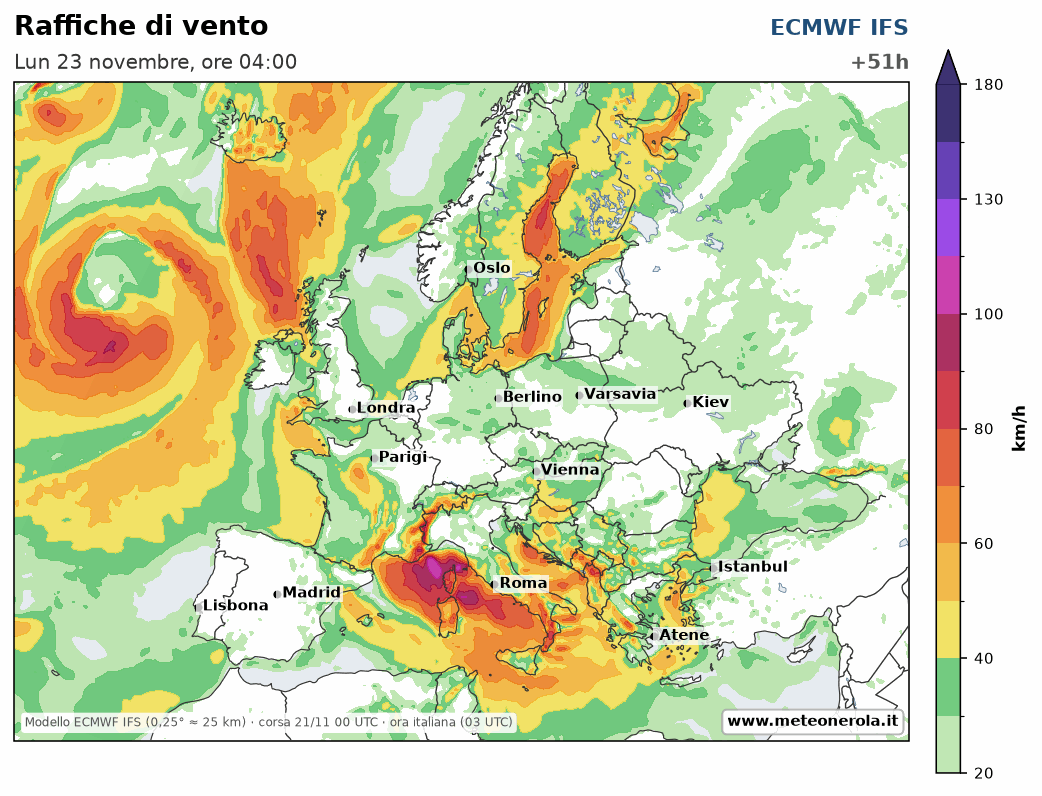 Raffiche di vento
ECMWF IFS
Lun 23 novembre, ore 04:00
+51h
Oslo
Londra
Berlino
Varsavia
Kiev
Parigi
Vienna
Madrid
Lisbona
Roma
Istanbul
Atene
Modello ECMWF IFS (0,25° ≈ 25 km) · corsa 21/11 00 UTC · ora italiana (03 UTC)
www.meteonerola.it
180
130
100
80
60
40
20
km/h